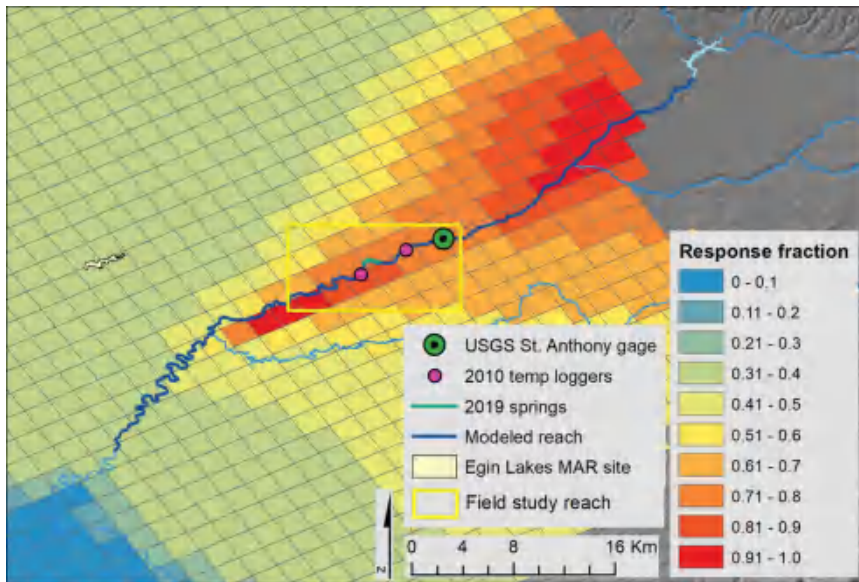 Response fraction
0 - 0.1
0.11 - 0.2
0.21 - 0.3
0.31 - 0.4
0.41 - 0.5
0.51 - 0.6
0.61 - 0.7
0.71 - 0.8
0.81 - 0.9
0.91 - 1.0
USGS St. Anthony gage
2010 temp loggers
2019 springs
Modeled reach
Egin Lakes MAR site
Field study reach
N
0 4 8 16 Km